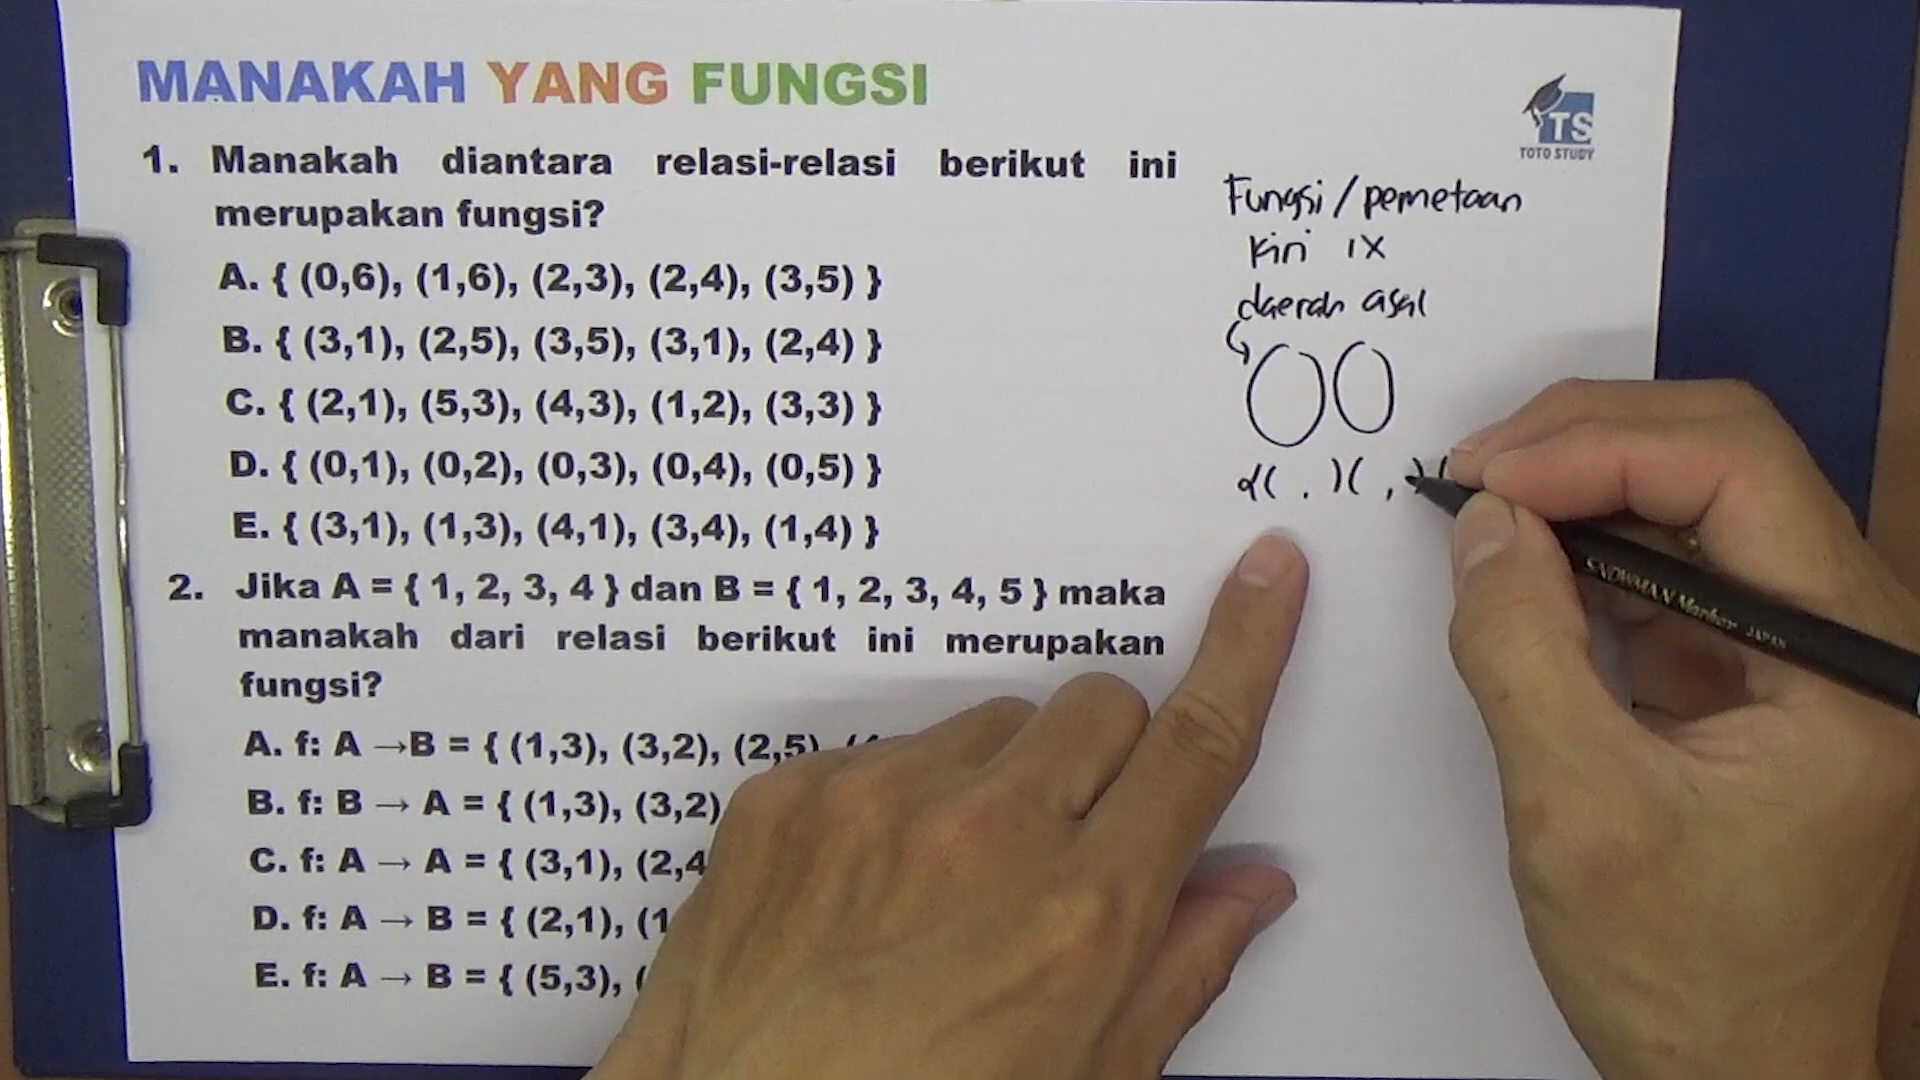 MANAKAH YANG FUNGSI
TS
TOTO STUDY
1. Manakah diantara relasi-relasi berikut ini
merupakan fungsi?
A. { (0,6), (1,6), (2,3), (2,4), (3,5) }
B. { (3,1), (2,5), (3,5), (3,1), (2,4) }
C. { (2,1), (5,3), (4,3), (1,2), (3,3) }
D. { (0,1), (0,2), (0,3), (0,4), (0,5) }
E. { (3,1), (1,3), (4,1), (3,4), (1,4) }
2. Jika A = { 1, 2, 3, 4 } dan B = { 1, 2, 3, 4, 5 } maka
manakah dari relasi berikut ini merupakan
fungsi?
A. f: A →B = { (1,3), (3,2), (2,5),
B. f: B → A = { (1,3), (3,2)
C. f: A → A = { (3,1), (2,4
D. f: A → B = { (2,1), (1
E. f: A → B = { (5,3), (
Fungsi / pemetaan
kiri 1X
daerah asal
{( , )( , )(
SNOWMAN Marker JAPAN